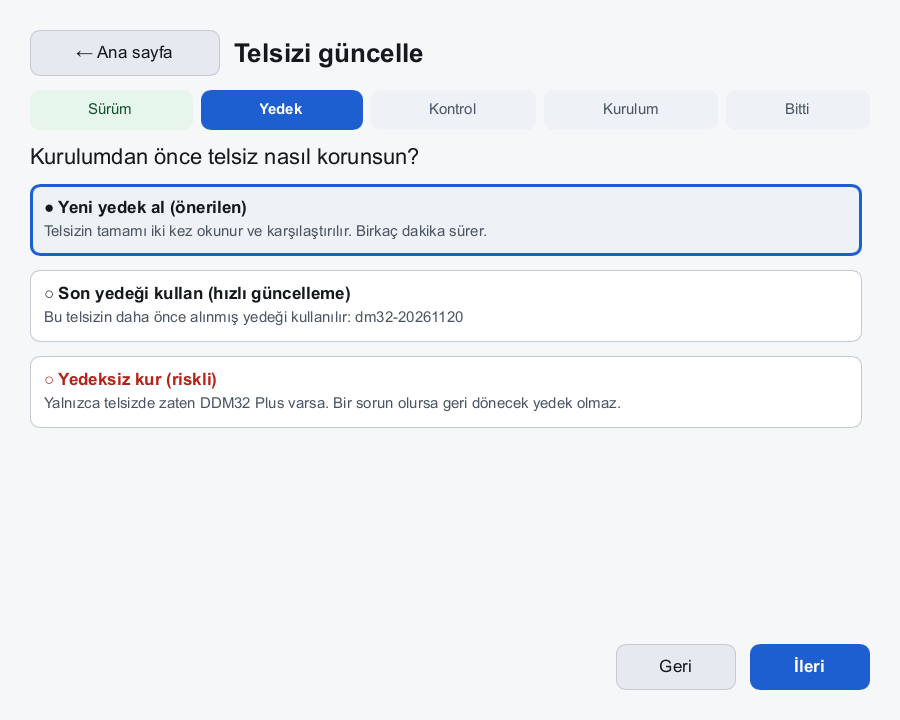 ← Ana sayfa
Telsizi güncelle
Sürüm
Yedek
Kontrol
Kurulum
Bitti
Kurulumdan önce telsiz nasıl korunsun?
● Yeni yedek al (önerilen)
Telsizin tamamı iki kez okunur ve karşılaştırılır. Birkaç dakika sürer.
○ Son yedeği kullan (hızlı güncelleme)
Bu telsizin daha önce alınmış yedeği kullanılır: dm32-20261120
○ Yedeksiz kur (riskli)
Yalnızca telsizde zaten DDM32 Plus varsa. Bir sorun olursa geri dönecek yedek olmaz.
Geri
İleri